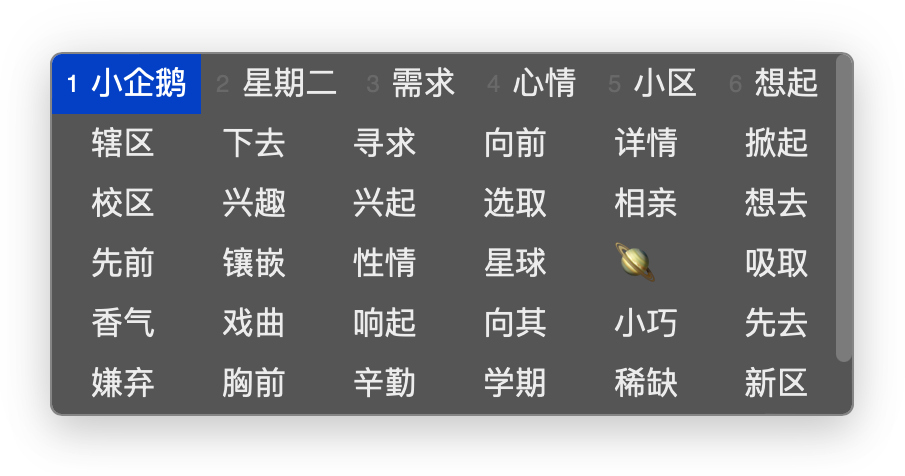 1 小企鹅 2 星期二 3 需求 4 心情 5 小区 6 想起
辖区 下去 寻求 向前 详情 掀起
校区 兴趣 兴起 选取 相亲 想去
先前 镶嵌 性情 星球 🪐 吸取
香气 戏曲 响起 向其 小巧 先去
嫌弃 胸前 辛勤 学期 稀缺 新区